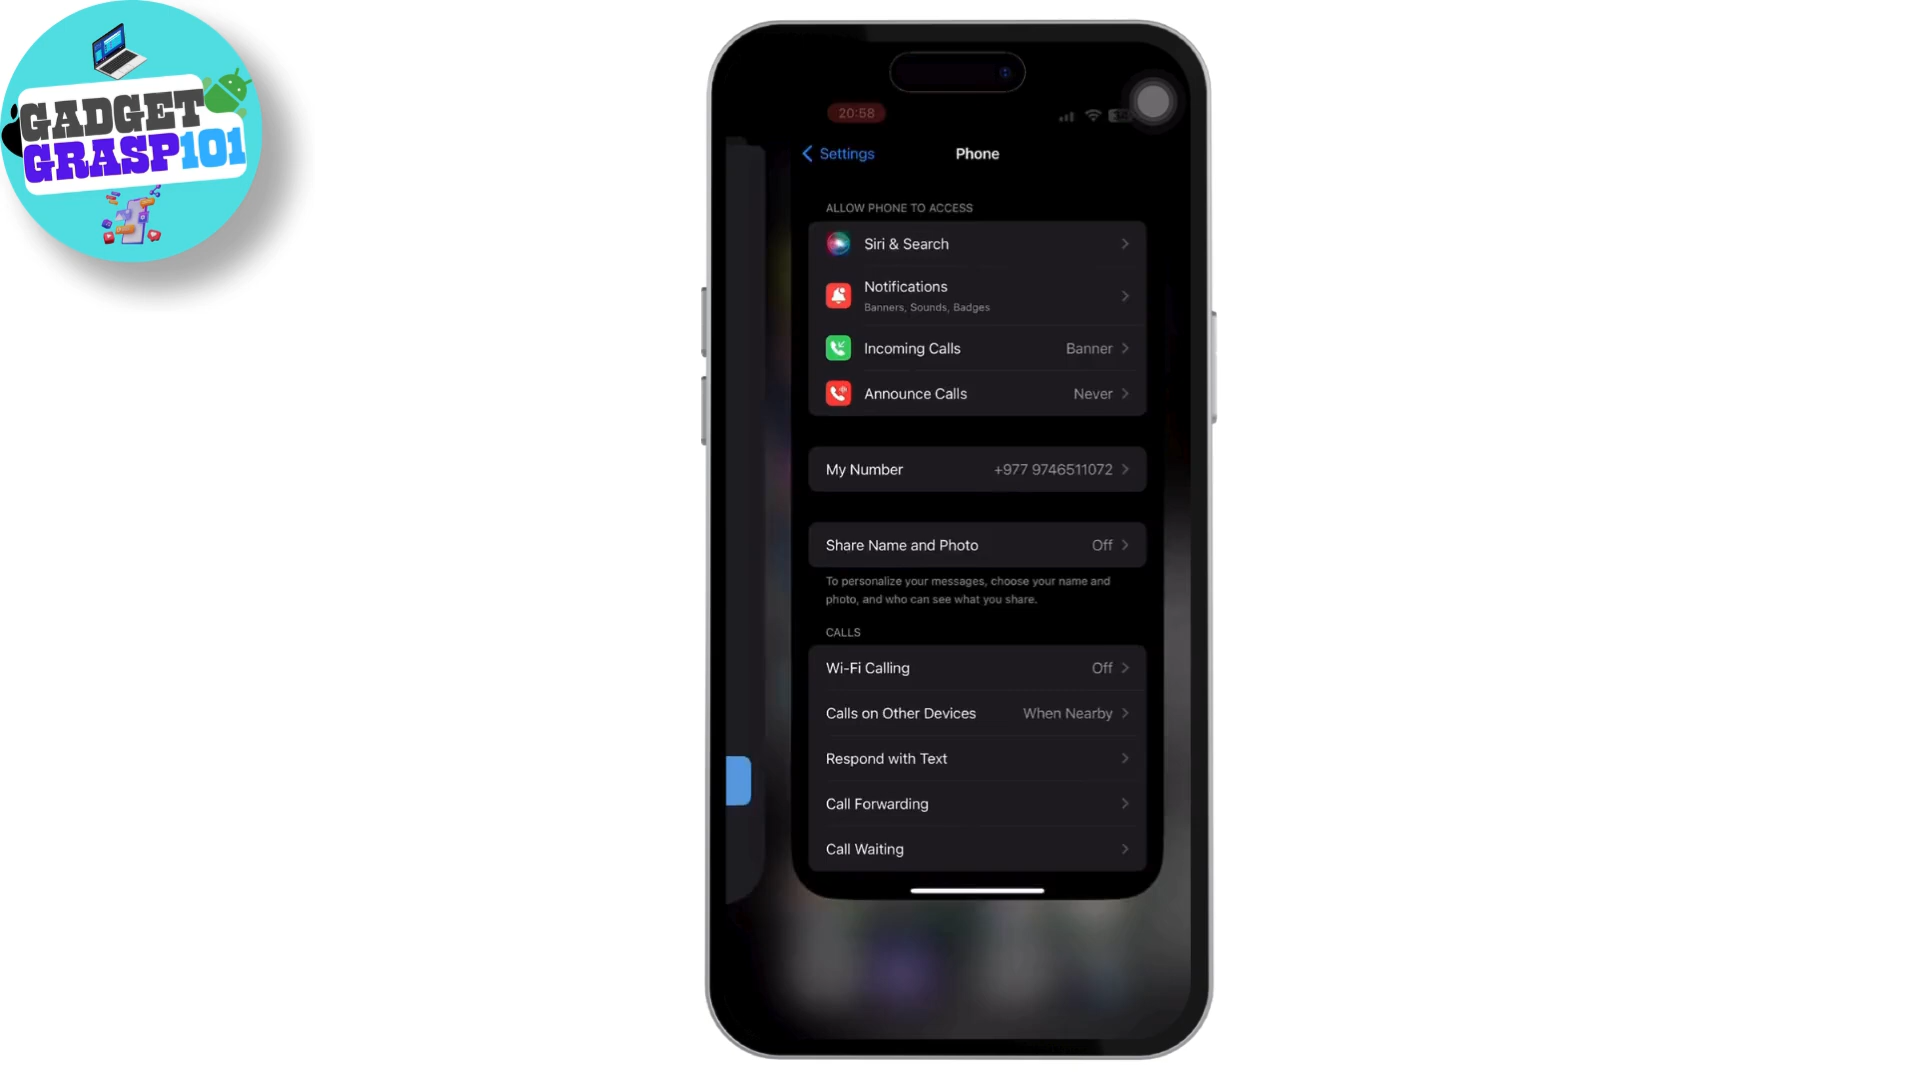 GADGET
GRASP101
20:58
Settings
Phone
ALLOW PHONE TO ACCESS
Siri & Search
Notifications
Banners, Sounds, Badges
Incoming Calls Banner
Announce Calls Never
My Number +977 9746511072
Share Name and Photo Off
To personalize your messages, choose your name and
photo, and who can see what you share.
CALLS
Wi-Fi Calling Off
Calls on Other Devices When Nearby
Respond with Text
Call Forwarding
Call Waiting